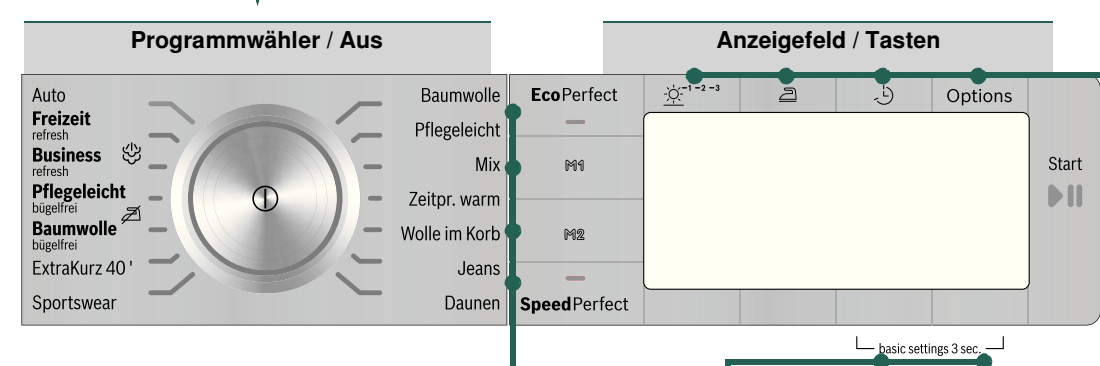 Programmwähler / Aus
Anzeigefeld / Tasten
Auto
Freizeit
refresh
Business
refresh
Pflegeleicht
bügelfrei
Baumwolle
bügelfrei
ExtraKurz 40 '
Sportswear
Baumwolle
Pflegeleicht
Mix
Zeitpr. warm
Wolle im Korb
Jeans
Daunen
EcoPerfect
M1
M2
SpeedPerfect
-1 -2 -3
Options
Start
basic settings 3 sec.